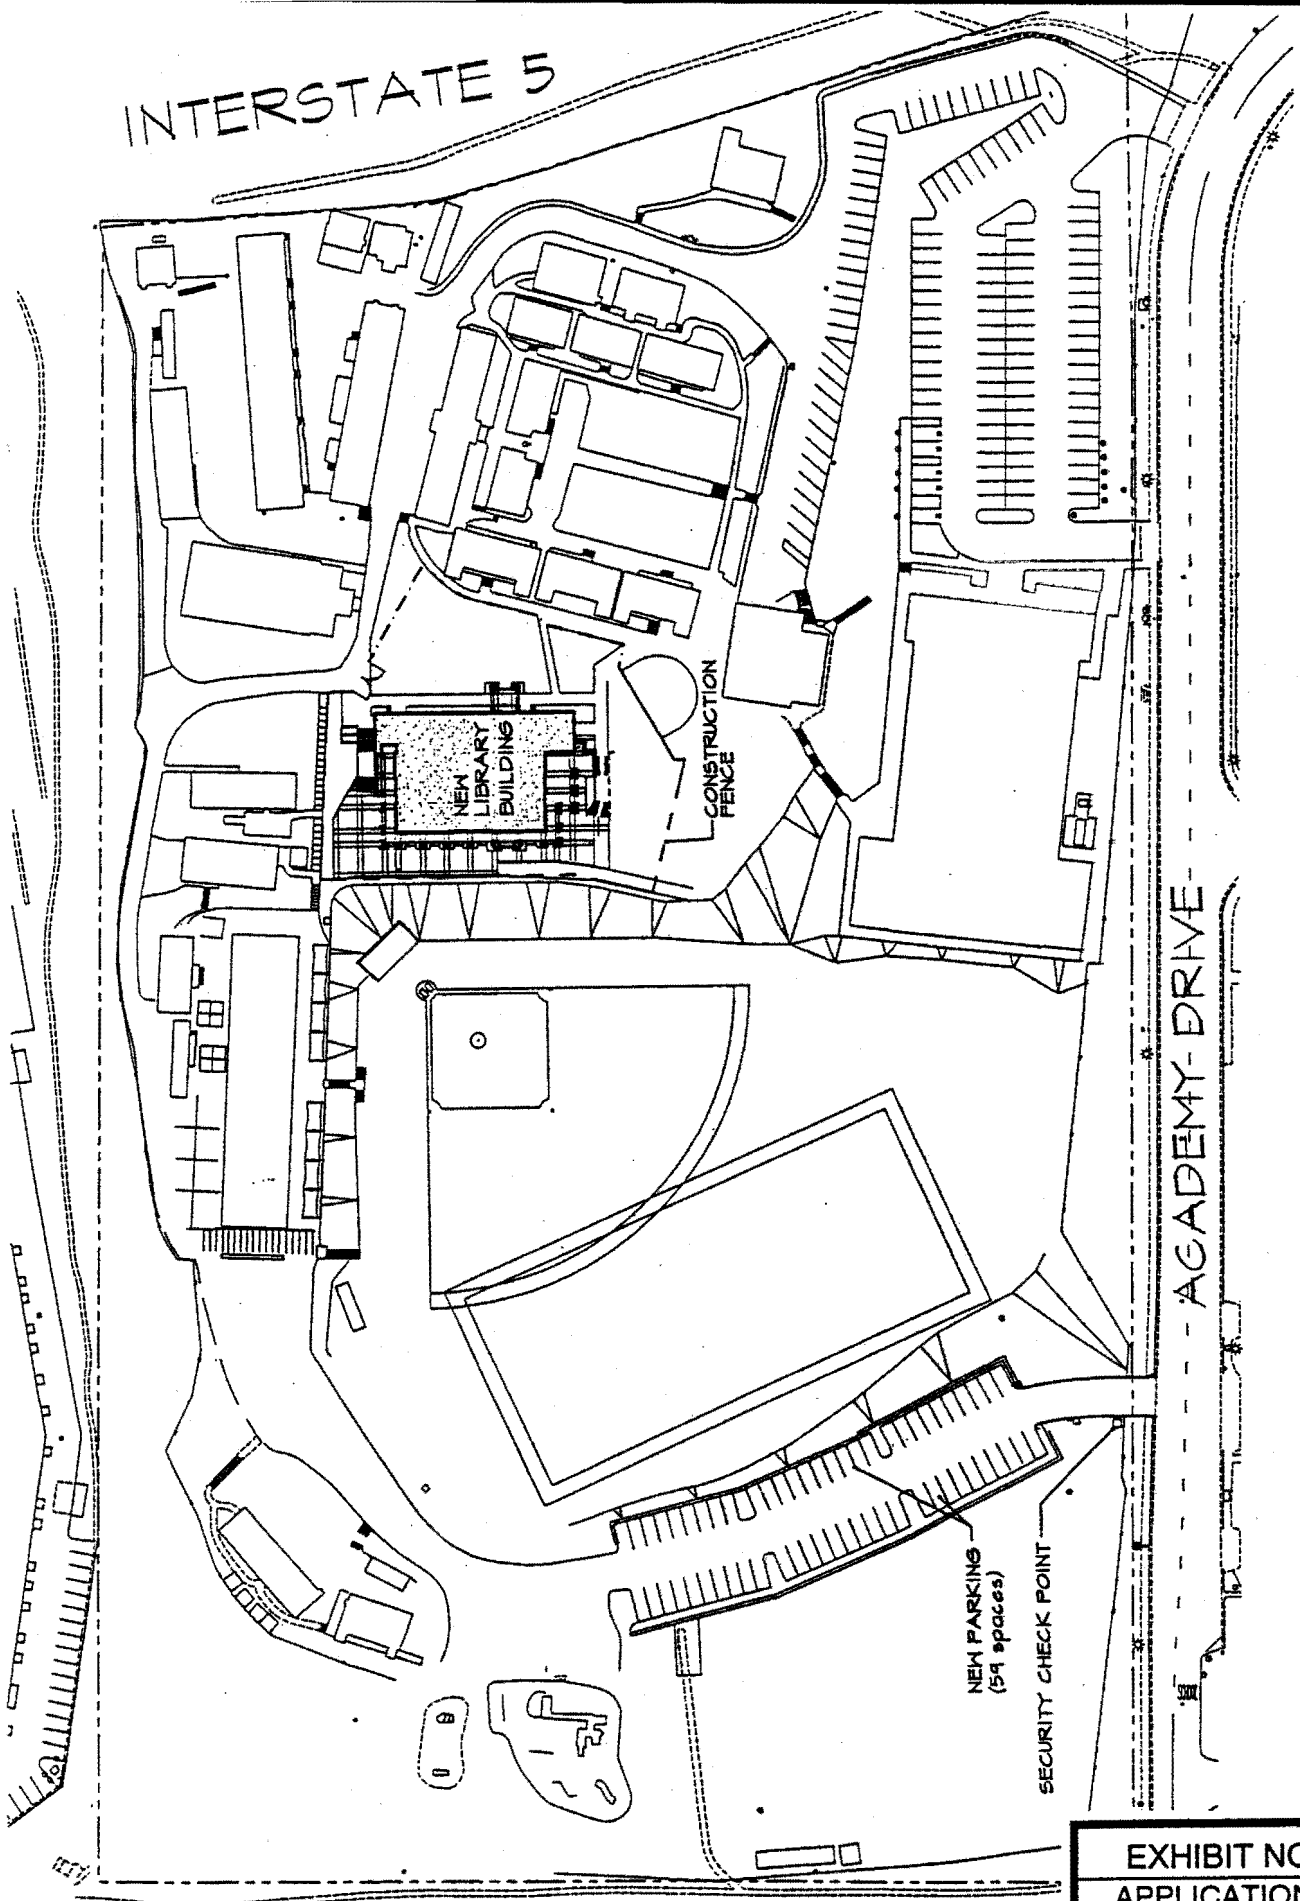 INTERSTATE 5
NEW
LIBRARY
BUILDING
CONSTRUCTION
FENCE
ACADEMY DRIVE
NEW PARKING
(59 spaces)
SECURITY CHECK POINT
EXHIBIT NO
APPLICATION